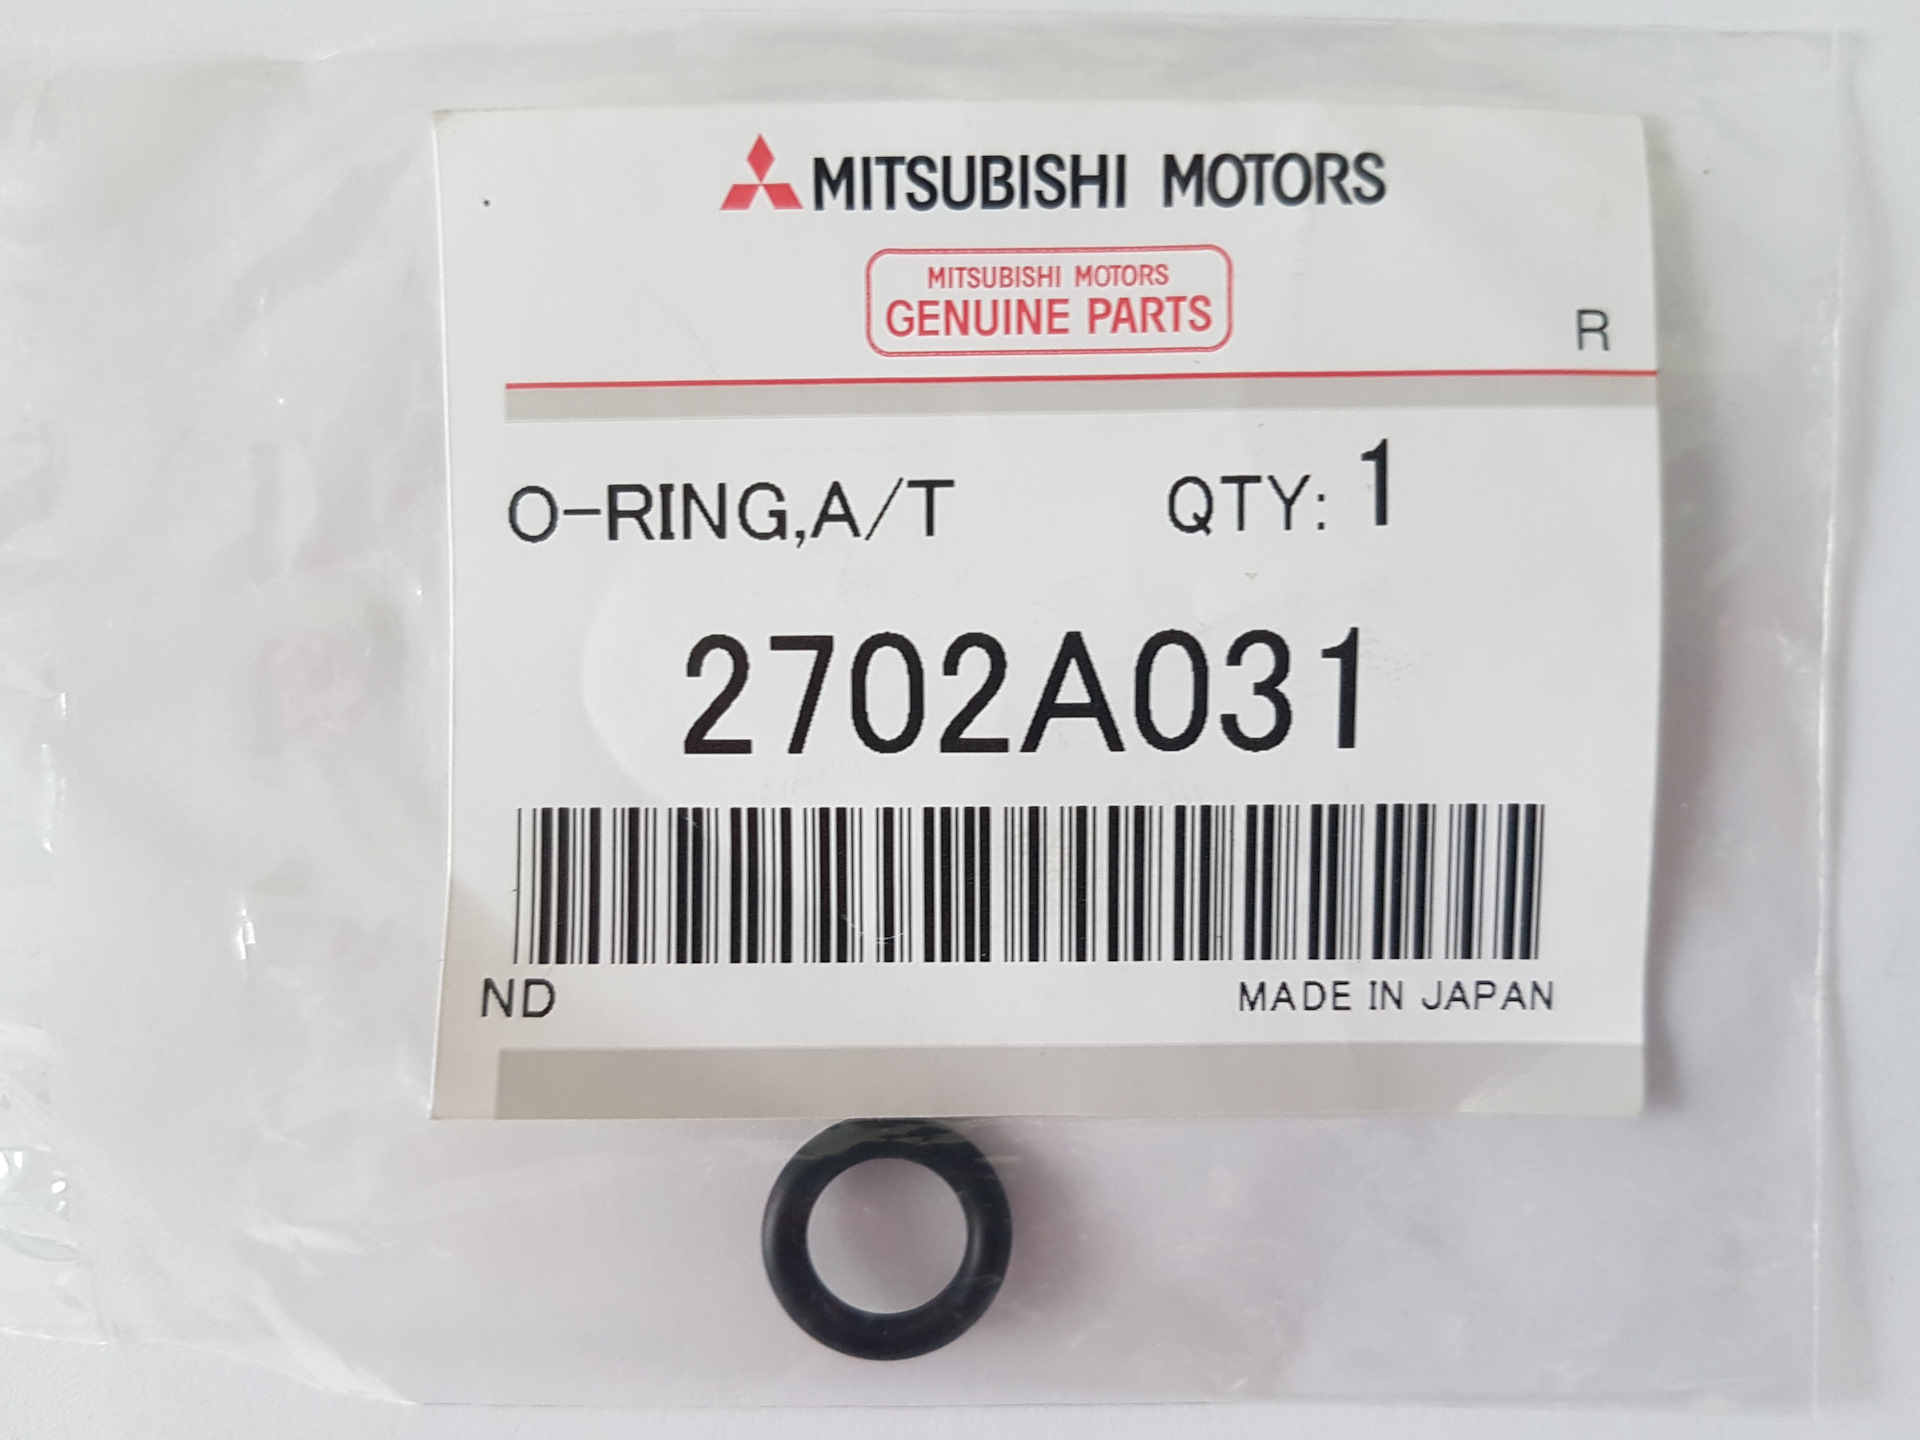 MITSUBISHI MOTORS
MITSUBISHI MOTORS
GENUINE PARTS
R
O-RING,A/T QTY: 1
2702A031
ND MADE IN JAPAN